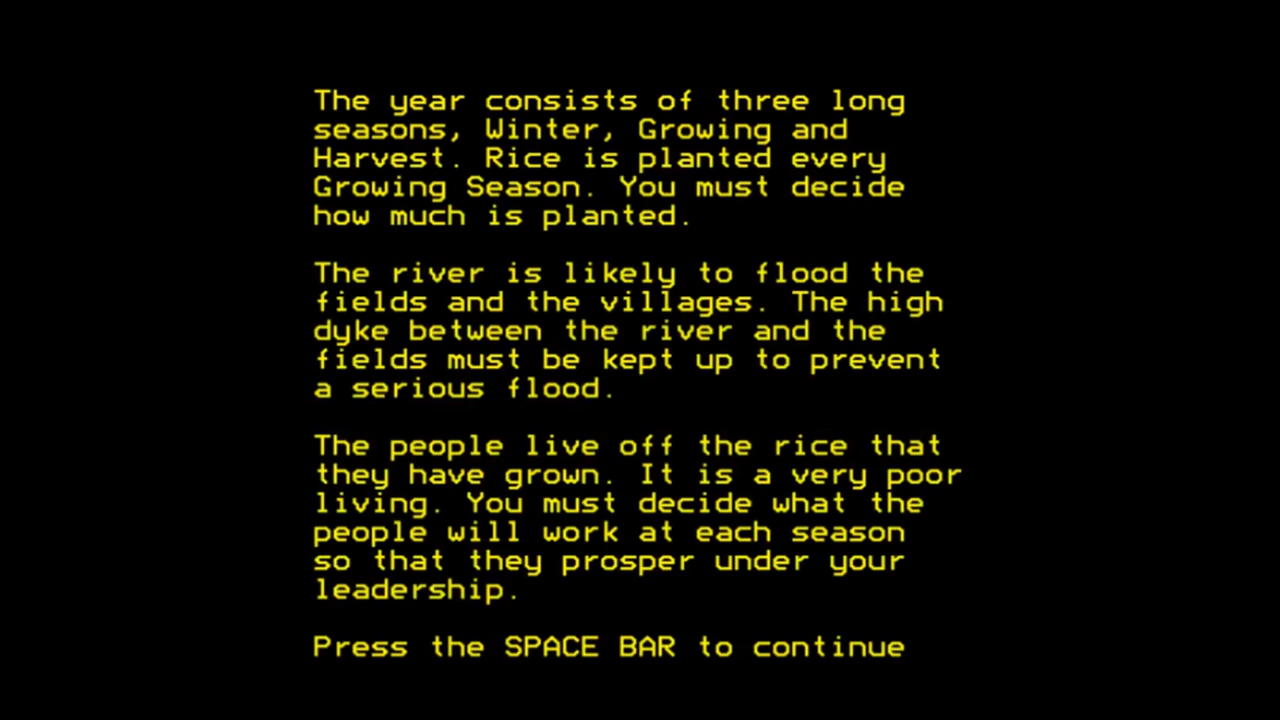 The year consists of three long
seasons, Winter, Growing and
Harvest. Rice is planted every
Growing Season. You must decide
how much is planted.
The river is likely to flood the
fields and the villages. The high
dyke between the river and the
fields must be kept up to prevent
a serious flood.
The people live off the rice that
they have grown. It is a very poor
living. You must decide what the
people will work at each season
so that they prosper under your
leadership.
Press the SPACE BAR to continue